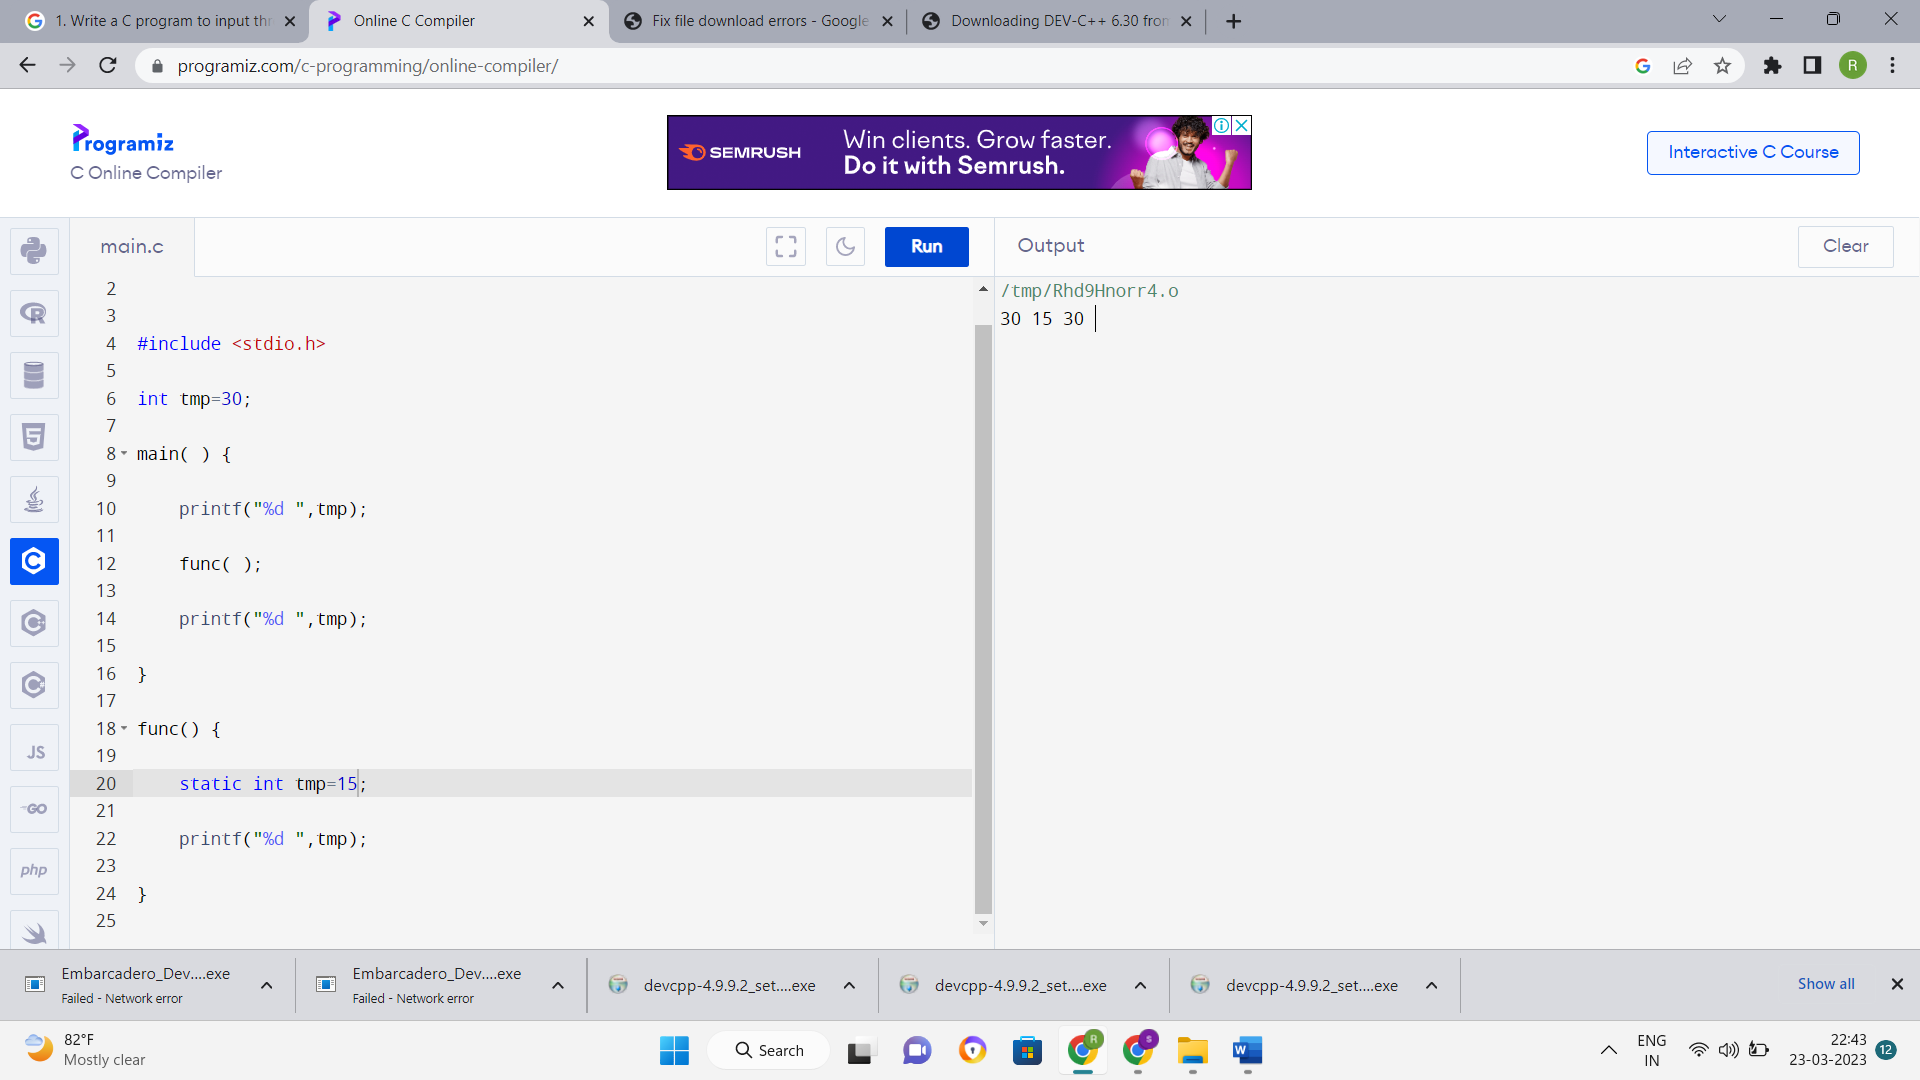 1. Write a C program to input thr
Online C Compiler
Fix file download errors - Google
Downloading DEV-C++ 6.30 from
programiz.com/c-programming/online-compiler/
R
Programiz
C Online Compiler
SEMRUSH
Win clients. Grow faster.
Do it with Semrush.
Interactive C Course
main.c
Run
Output
Clear
2
3
4 #include <stdio.h>
5
6 int tmp=30;
7
8 main( ) {
9
10 printf("%d ",tmp);
11
12 func( );
13
14 printf("%d ",tmp);
15
16 }
17
18 func() {
19
20 static int tmp=15;
21
22 printf("%d ",tmp);
23
24 }
25
/tmp/Rhd9Hnorr4.o
30 15 30
JS
GO
php
Embarcadero_Dev....exe
Failed - Network error
Embarcadero_Dev....exe
Failed - Network error
devcpp-4.9.9.2_set....exe
devcpp-4.9.9.2_set....exe
devcpp-4.9.9.2_set....exe
Show all
82°F
Mostly clear
Search
R
S
W
ENG
IN
22:43
23-03-2023
12